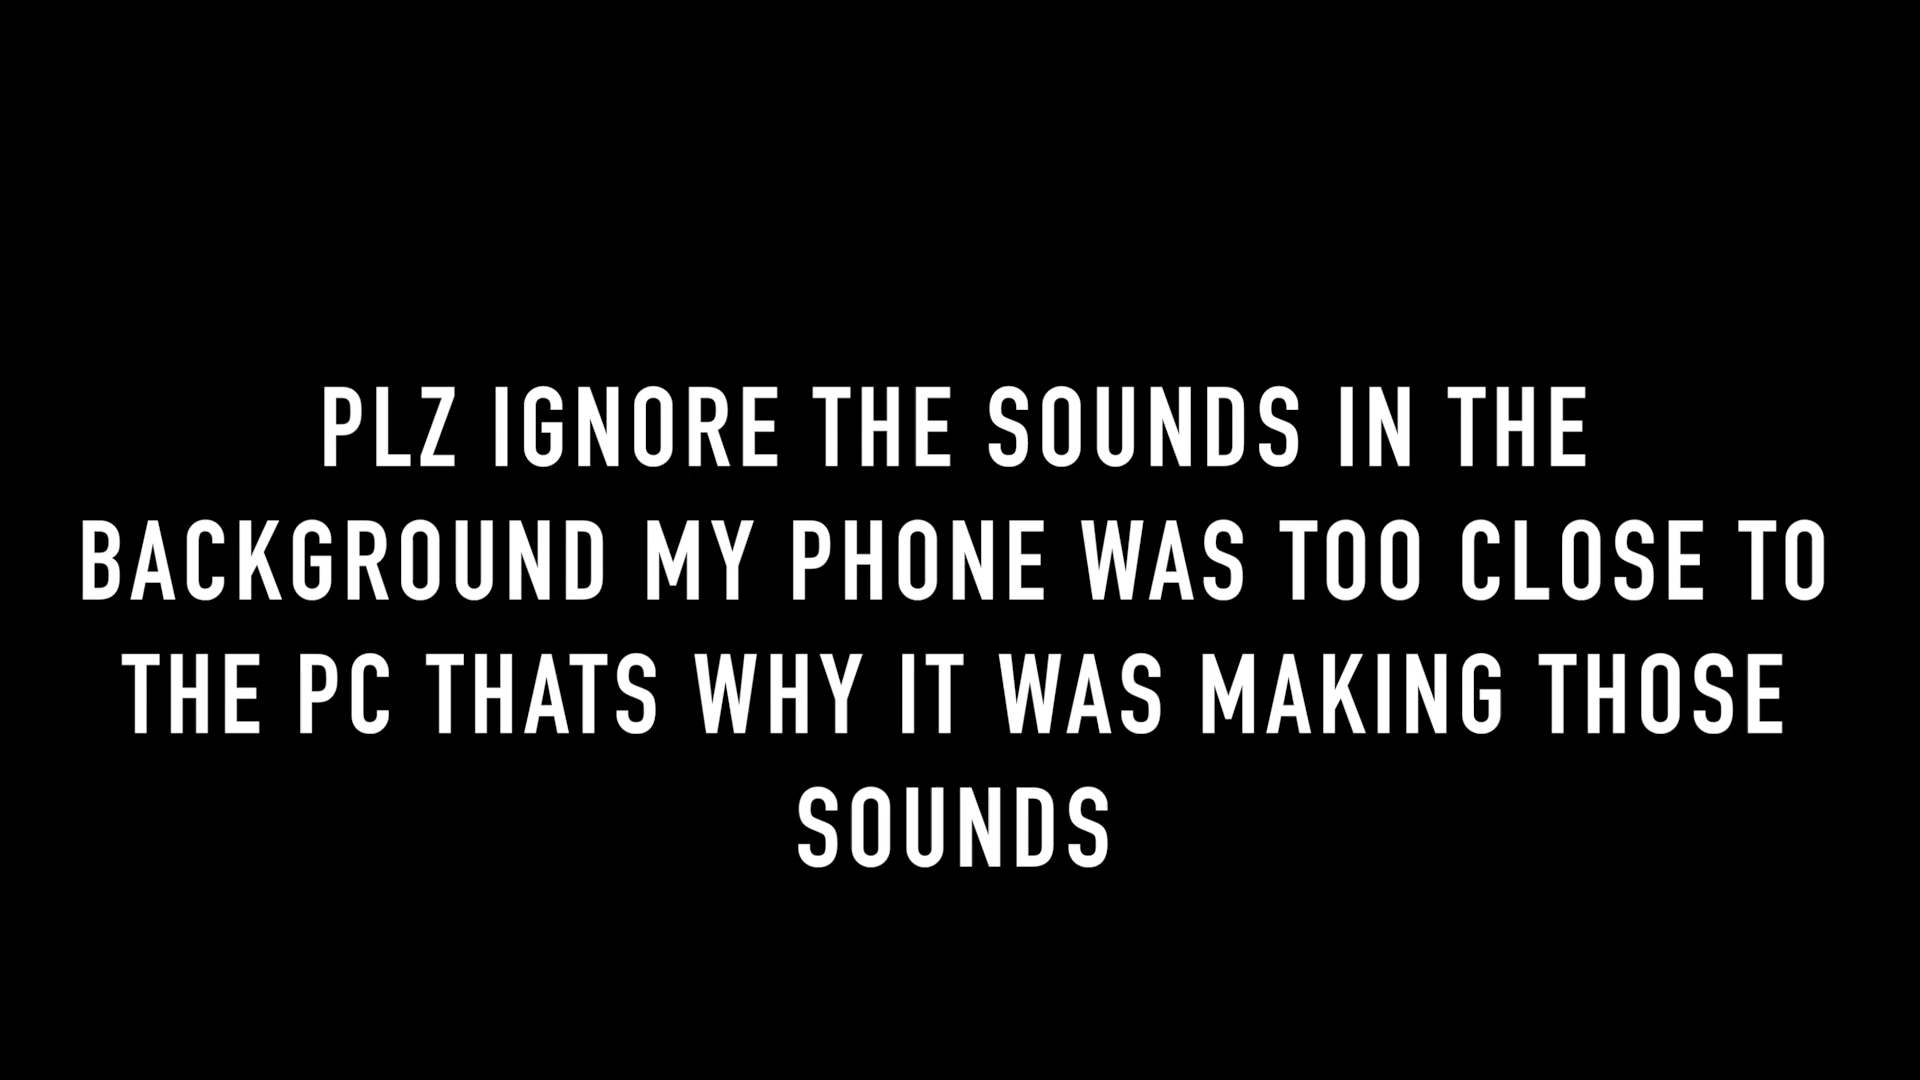 PLZ IGNORE THE SOUNDS IN THE
BACKGROUND MY PHONE WAS TOO CLOSE TO
THE PC THATS WHY IT WAS MAKING THOSE
SOUNDS